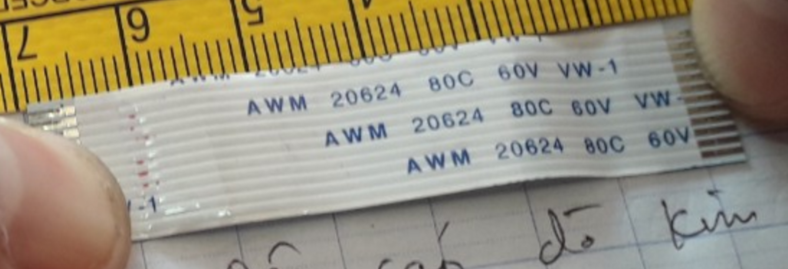 7 6 5
AWM 20624 80C 60V VW-1
AWM 20624 80C 60V VW-
AWM 20624 80C 60V
-1
đo kim